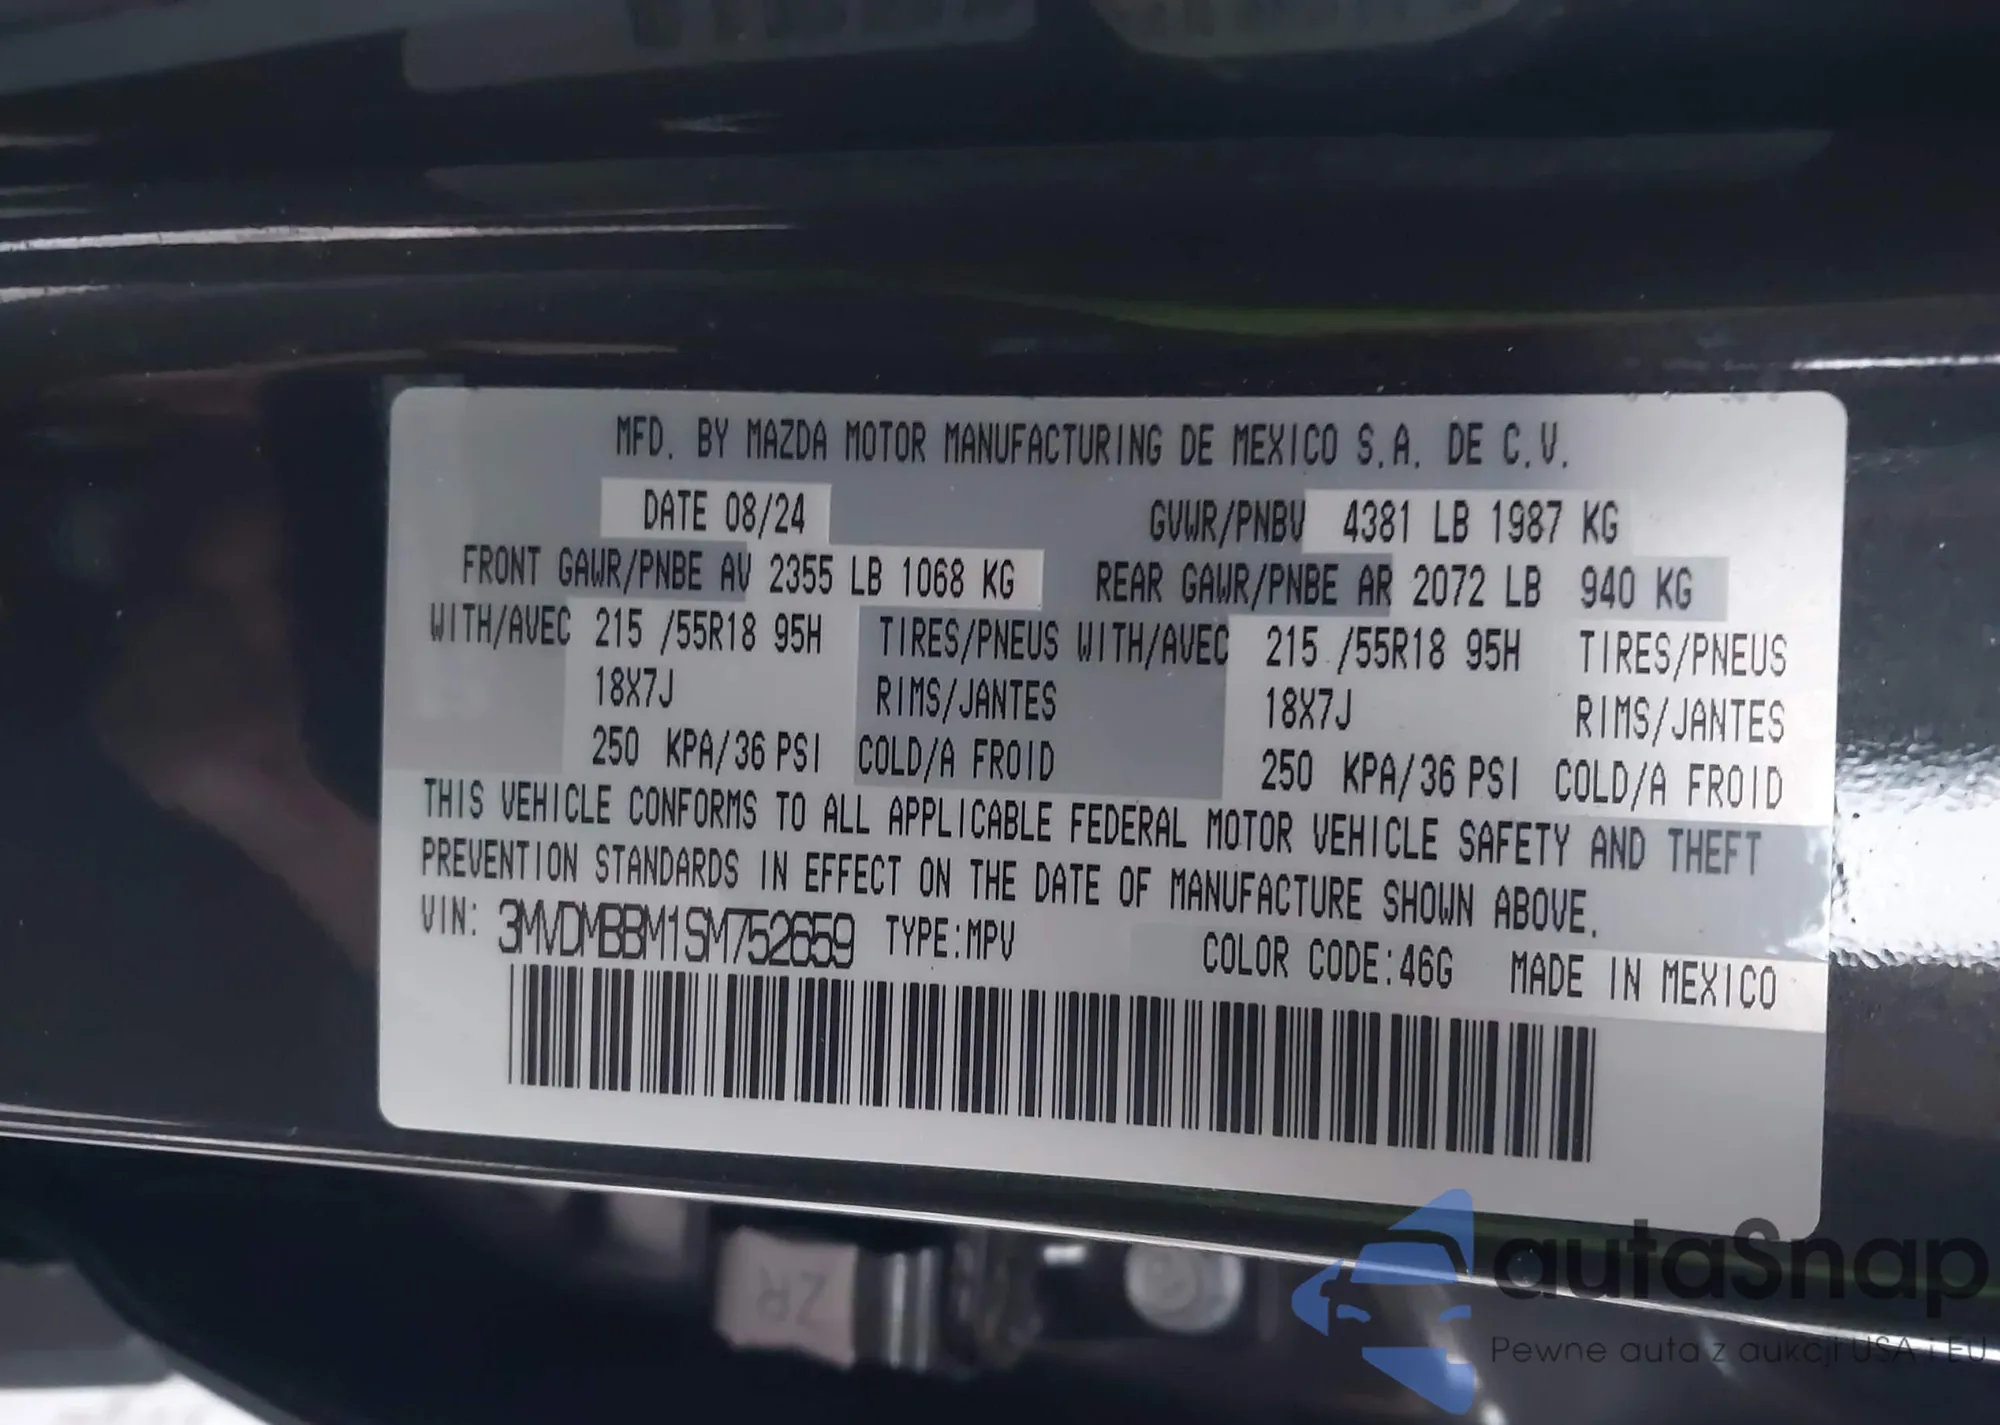 MFD. BY MAZDA MOTOR MANUFACTURING DE MEXICO S.A. DE C.V.
DATE 08/24 GVWR/PNBV 4381 LB 1987 KG
FRONT GAWR/PNBE AV 2355 LB 1068 KG REAR GAWR/PNBE AR 2072 LB 940 KG
WITH/AVEC 215 /55R18 95H TIRES/PNEUS WITH/AVEC 215 /55R18 95H TIRES/PNEUS
18X7J RIMS/JANTES 18X7J RIMS/JANTES
250 KPA/36 PSI COLD/A FROID 250 KPA/36 PSI COLD/A FROID
THIS VEHICLE CONFORMS TO ALL APPLICABLE FEDERAL MOTOR VEHICLE SAFETY AND THEFT
PREVENTION STANDARDS IN EFFECT ON THE DATE OF MANUFACTURE SHOWN ABOVE.
VIN: 3MVDMBBM1SM752659 TYPE:MPV COLOR CODE:46G MADE IN MEXICO
ZR
autaSnap
Pewne auta z aukcji USA i EU